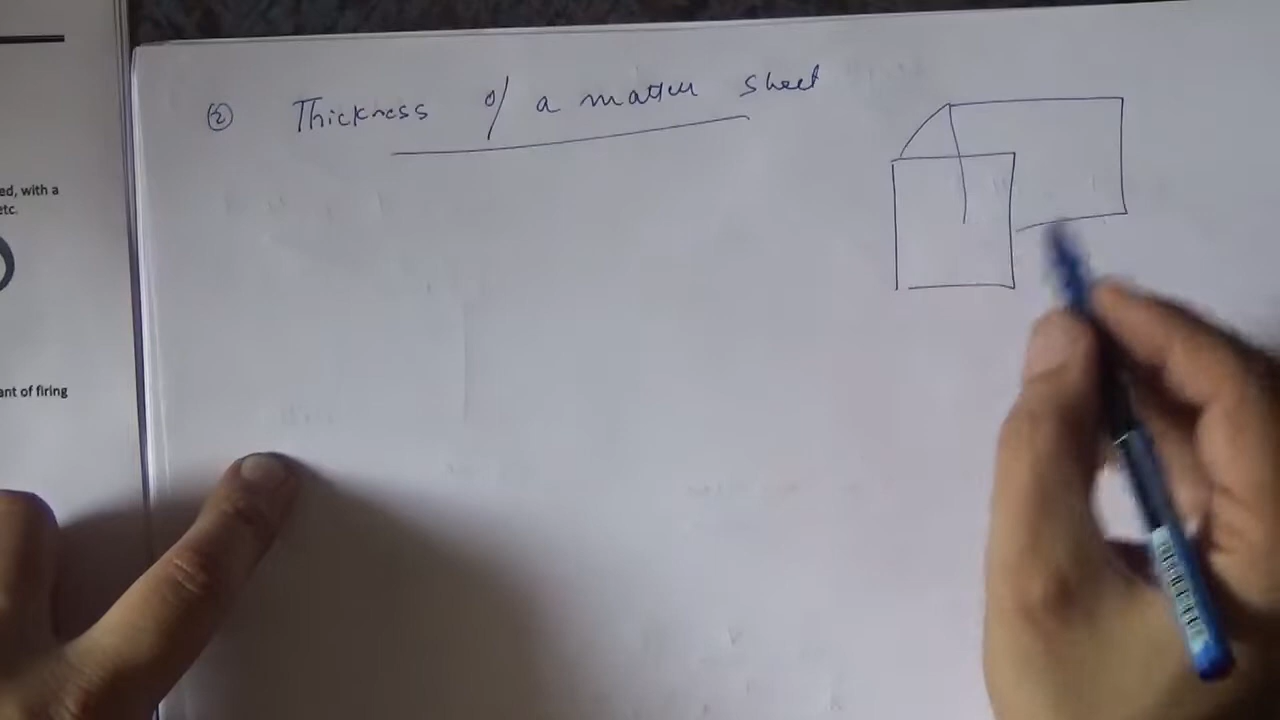 ② Thickness of a matter sheet
ed, with a
etc.
ant of firing